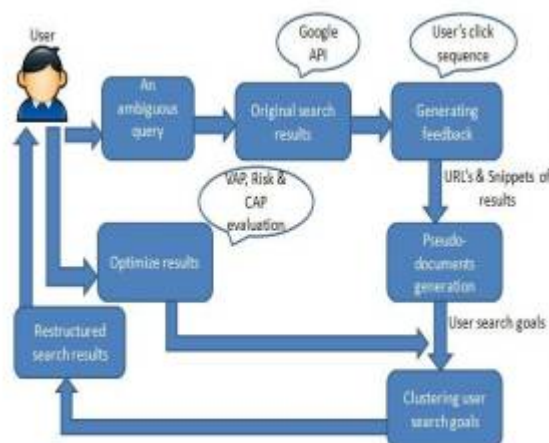 User
Google
API
User's click
sequence
An
ambiguous
query
Original search
results
Generating
feedback
URL's & Snippets of
results
VAP, Risk &
CAP
evaluation
Optimize results
Pseudo-
documents
generation
User search goals
Restructured
search results
Clustering user
search goals